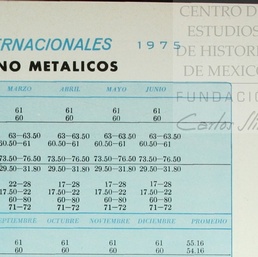 CENTRO D
ESTUDIOS
DE HISTOR
DE MEXICO
FUNDACIO
Carlos
ERNACIONALES 1975
NO METALICOS
MARZO ABRIL MAYO JUNIO
61 61 61 61
60 60 60 60
63—63.50 63—63.50 63—63.50 63—63.50
60.50—61 60.50—61 60.50—61 60.50—61
73.50—76.50 73.50—76.50 73.50—76.50 73.50—76.50
29.50—31.80 29.50—31.80 29.50—31.80 29.50—31.80
22—28 17—28 17—28 17—28
17.50—22 17.50—22 17.50—22 17.50—22
60—80 60—80 60—80 60—80
71—72 71—72 71—72 71—72
SEPTIEMBRE OCTUBRE NOVIEMBRE DICIEMBRE PROMEDIO
61 61 61 61 55.16
60 60 60 60 54.16